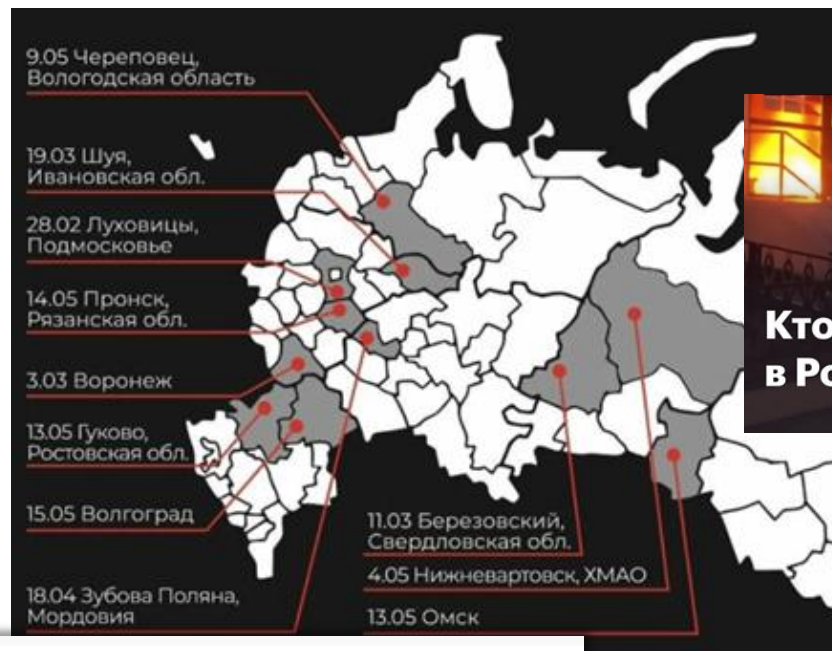 9.05 Череповец,
Вологодская область
19.03 Шуя,
Ивановская обл.
28.02 Луховицы,
Подмосковье
14.05 Пронск,
Рязанская обл.
3.03 Воронеж
13.05 Гуково,
Ростовская обл.
15.05 Волгоград
18.04 Зубова Поляна,
Мордовия
11.03 Березовский,
Свердловская обл.
4.05 Нижневартовск, ХМАО
13.05 Омск
Кто
в Ро